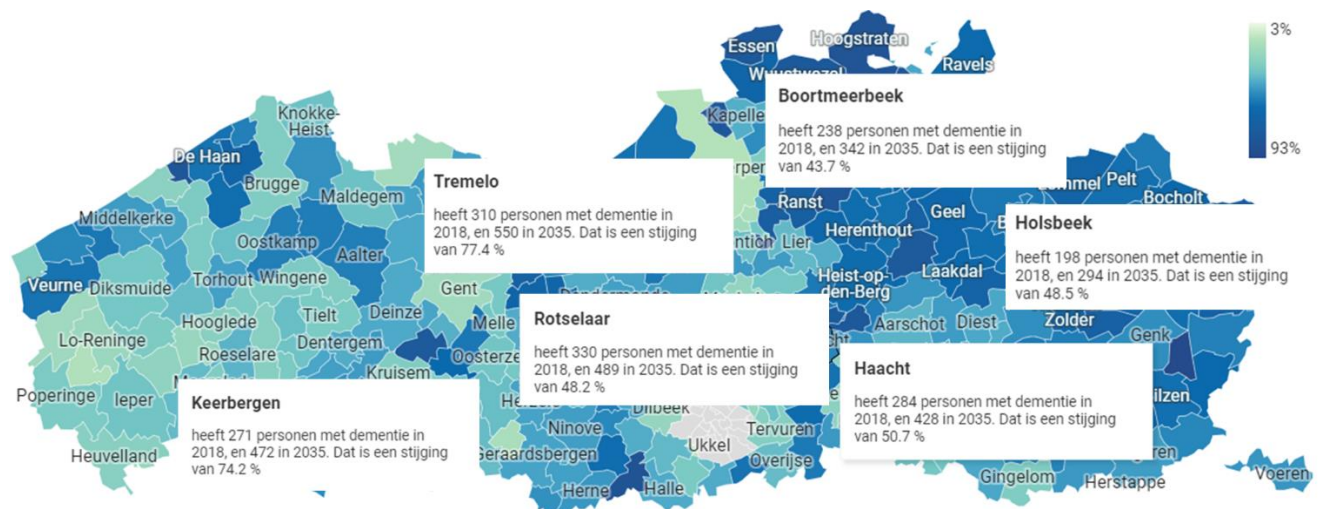 3%
93%
Essen
Hoogstraten
Ravels
Kapelle
Knokke-
Heist
De Haan
Brugge
Maldegem
Middelkerke
Oostkamp
Aalter
Veurne
Diksmuide
Torhout
Wingene
Gent
Hooglede
Tielt
Deinze
Melle
Lo-Reninge
Roeselare
Dentergem
Kruisem
Poperinge
Ieper
Heuvelland
Boortmeerbeek
heeft 238 personen met dementie in
2018, en 342 in 2035. Dat is een stijging
van 43.7 %
Tremelo
heeft 310 personen met dementie in
2018, en 550 in 2035. Dat is een stijging
van 77.4 %
Ranst
Lier
Herenthout
Geel
Pelt
Bocholt
Heist-op-
den-Berg
Laakdal
Holsbeek
heeft 198 personen met dementie in
2018, en 294 in 2035. Dat is een stijging
van 48.5 %
Zolder
Aarschot
Diest
Genk
Rotselaar
heeft 330 personen met dementie in
2018, en 489 in 2035. Dat is een stijging
van 48.2 %
Haacht
heeft 284 personen met dementie in
2018, en 428 in 2035. Dat is een stijging
van 50.7 %
Keerbergen
heeft 271 personen met dementie in
2018, en 472 in 2035. Dat is een stijging
van 74.2 %
Dilbeek
Ninove
Ukkel
Tervuren
Geraardsbergen
Overijse
Herne
Halle
Gingelom
Herstappe
Voeren